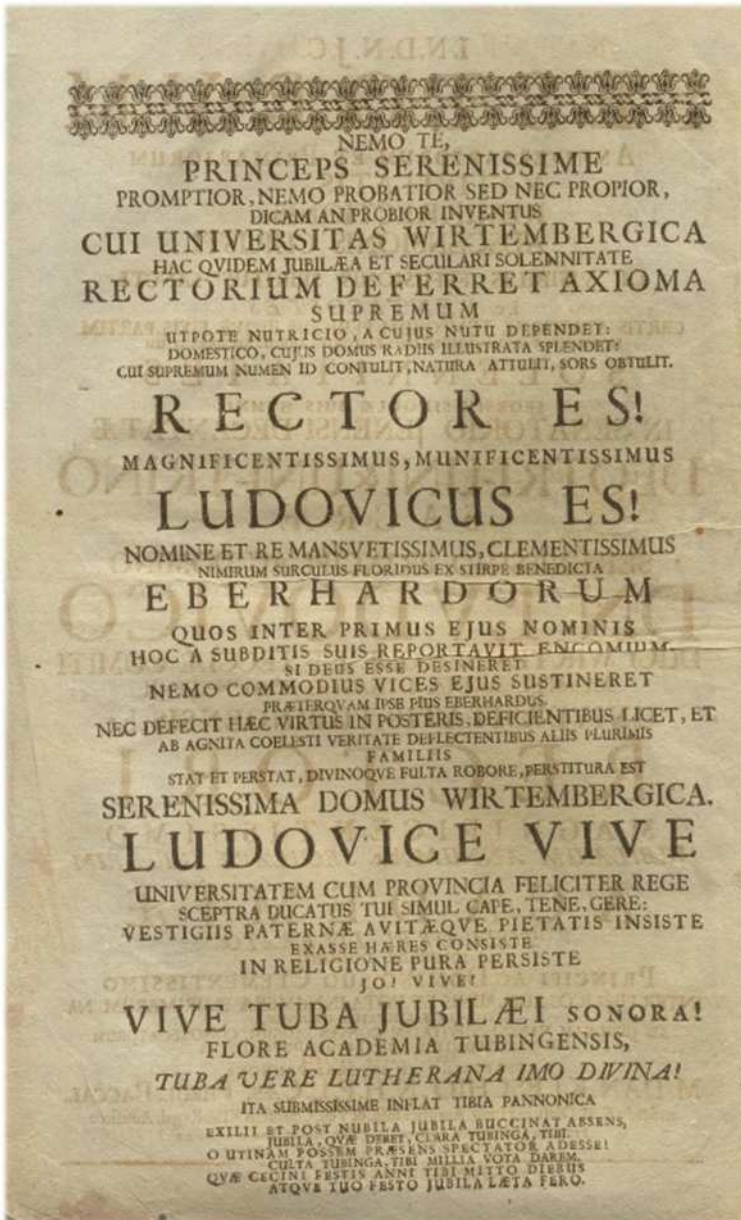 NEMO TE,
PRINCEPS SERENISSIME
PROMPTIOR, NEMO PROBATIOR SED NEC PROPIOR,
DICAM AN PROBIOR INVENTUS
CUI UNIVERSITAS WIRTEMBERGICA
HAC QVIDEM JUBILÆA ET SECULARI SOLENNITATE
RECTORIUM DEFERRET AXIOMA
SUPREMUM
UTPOTE NUTRICIO, A CUJUS NUTU DEPENDET:
DOMESTICO, CUJUS DOMUS RADIIS ILLUSTRATA SPLENDET:
CUI SUPREMUM NUMEN ID CONTULIT, NATURA ATTULIT, SORS OBTULIT.
RECTOR ES!
MAGNIFICENTISSIMUS, MUNIFICENTISSIMUS
LUDOVICUS ES!
NOMINE ET RE MANSVETISSIMUS, CLEMENTISSIMUS
NIMIRUM SURCULUS FLORIDUS EX STIRPE BENEDICTA
EBERHARDORUM
QUOS INTER PRIMUS EJUS NOMINIS
HOC A SUBDITIS SUIS REPORTAVIT ENCOMIUM.
SI DEUS ESSE DESINERET
NEMO COMMODIUS VICES EJUS SUSTINERET
PRÆTERQVAM IPSE PIUS EBERHARDUS.
NEC DEFECIT HÆC VIRTUS IN POSTERIS, DEFICIENTIBUS LICET, ET
AB AGNITA COELESTI VERITATE DEFLECTENTIBUS ALIIS PLURIMIS
FAMILIIS
STAT ET PERSTAT, DIVINOQVE FULTA ROBORE, PERSTITURA EST
SERENISSIMA DOMUS WIRTEMBERGICA.
LUDOVICE VIVE
UNIVERSITATEM CUM PROVINCIA FELICITER REGE
SCEPTRA DUCATUS TUI SIMUL CAPE, TENE, GERE:
VESTIGIIS PATERNÆ AVITÆQVE PIETATIS INSISTE
EXASSE HÆRES CONSISTE
IN RELIGIONE PURA PERSISTE
JO! VIVE!
VIVE TUBA JUBILÆI SONORA!
FLORE ACADEMIA TUBINGENSIS,
TUBA VERE LUTHERANA IMO DIVINA!
ITA SUBMISSISSIME INFLAT TIBIA PANNONICA
EXILII ET POST NUBILA JUBILA BUCCINAT ABSENS,
JUBILA, QVÆ DERET, CLARA TUBINGA, TIBI.
O UTINAM POSSEM PRÆSENS SPECTATOR ADESSE!
CULTA TUBINGA, TIBI MILLIA VOTA DAREM.
QVÆ CECINI FESTIS ANNI TIBI MITTO DIEBUS
ATQVE TUO FESTO JUBILA LÆTA FERO.